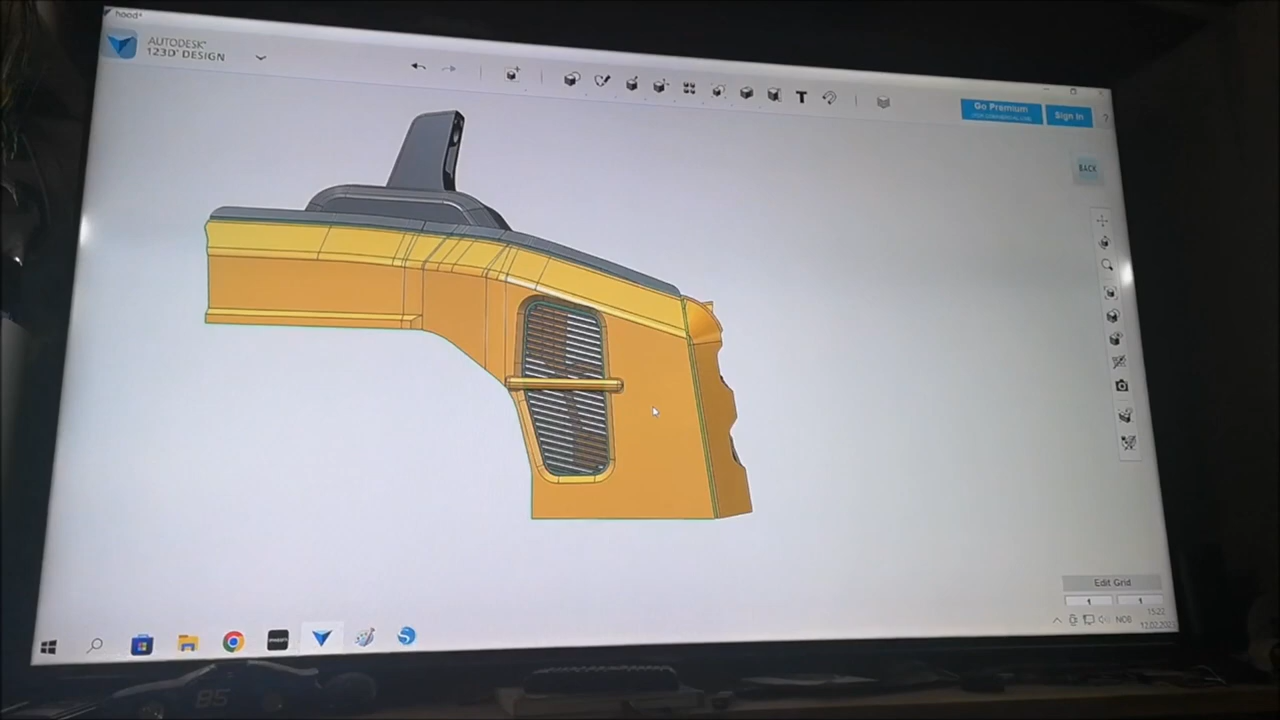 hood*
AUTODESK®
123D® DESIGN
T
Go Premium
Sign In
?
BACK
Edit Grid
1
1
15:22
NOB
12.02.2023
85